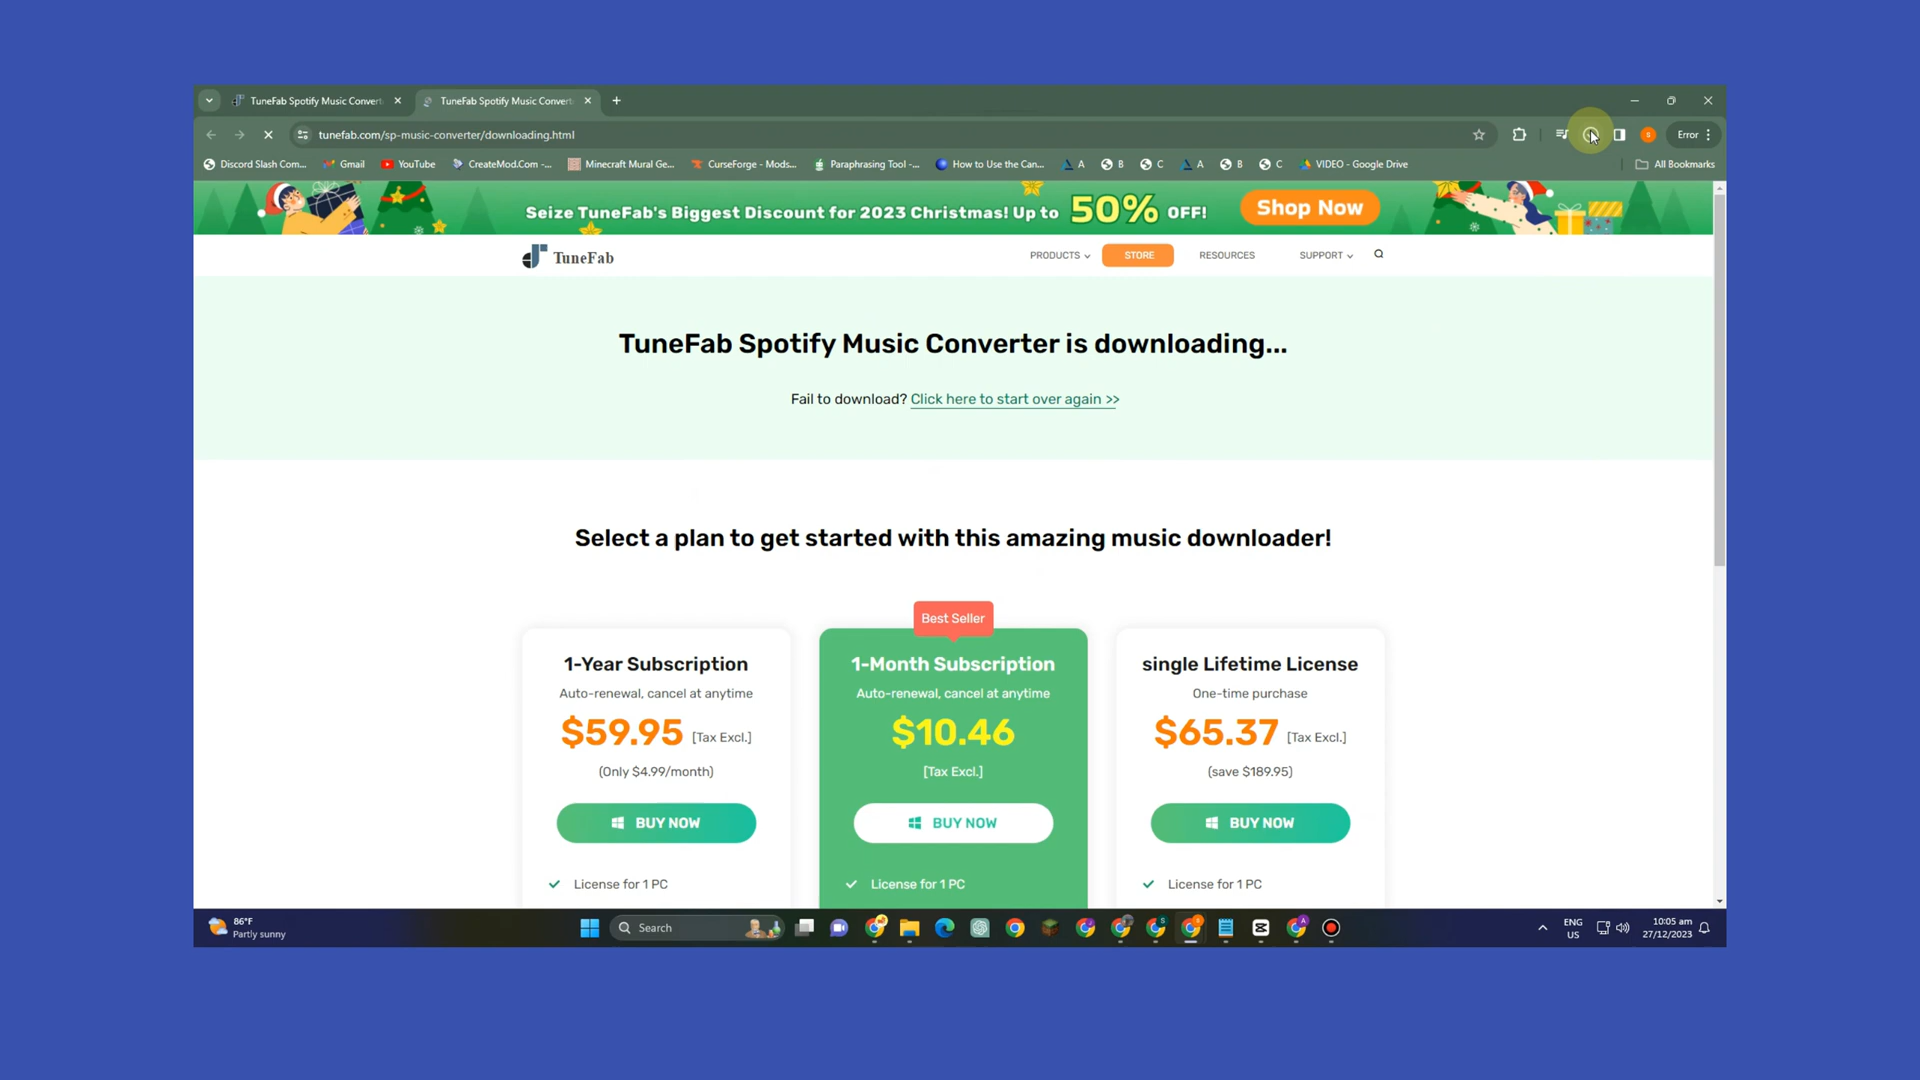 TuneFab Spotify Music Convert
TuneFab Spotify Music Convert
tunefab.com/sp-music-converter/downloading.html
Error
Discord Slash Com...
Gmail
YouTube
CreateMod.Com -...
Minecraft Mural Ge...
CurseForge - Mods...
Paraphrasing Tool -...
How to Use the Can...
A
B
C
A
B
C
VIDEO - Google Drive
All Bookmarks
Seize TuneFab's Biggest Discount for 2023 Christmas! Up to 50% OFF!
Shop Now
TuneFab
PRODUCTS
STORE
RESOURCES
SUPPORT
TuneFab Spotify Music Converter is downloading...
Fail to download? Click here to start over again >>
Select a plan to get started with this amazing music downloader!
Best Seller
1-Year Subscription
Auto-renewal, cancel at anytime
$59.95 [Tax Excl.]
(Only $4.99/month)
BUY NOW
License for 1 PC
1-Month Subscription
Auto-renewal, cancel at anytime
$10.46
[Tax Excl.]
BUY NOW
License for 1 PC
single Lifetime License
One-time purchase
$65.37 [Tax Excl.]
(save $189.95)
BUY NOW
License for 1 PC
86°F
Partly sunny
Search
ENG
US
10:05 am
27/12/2023